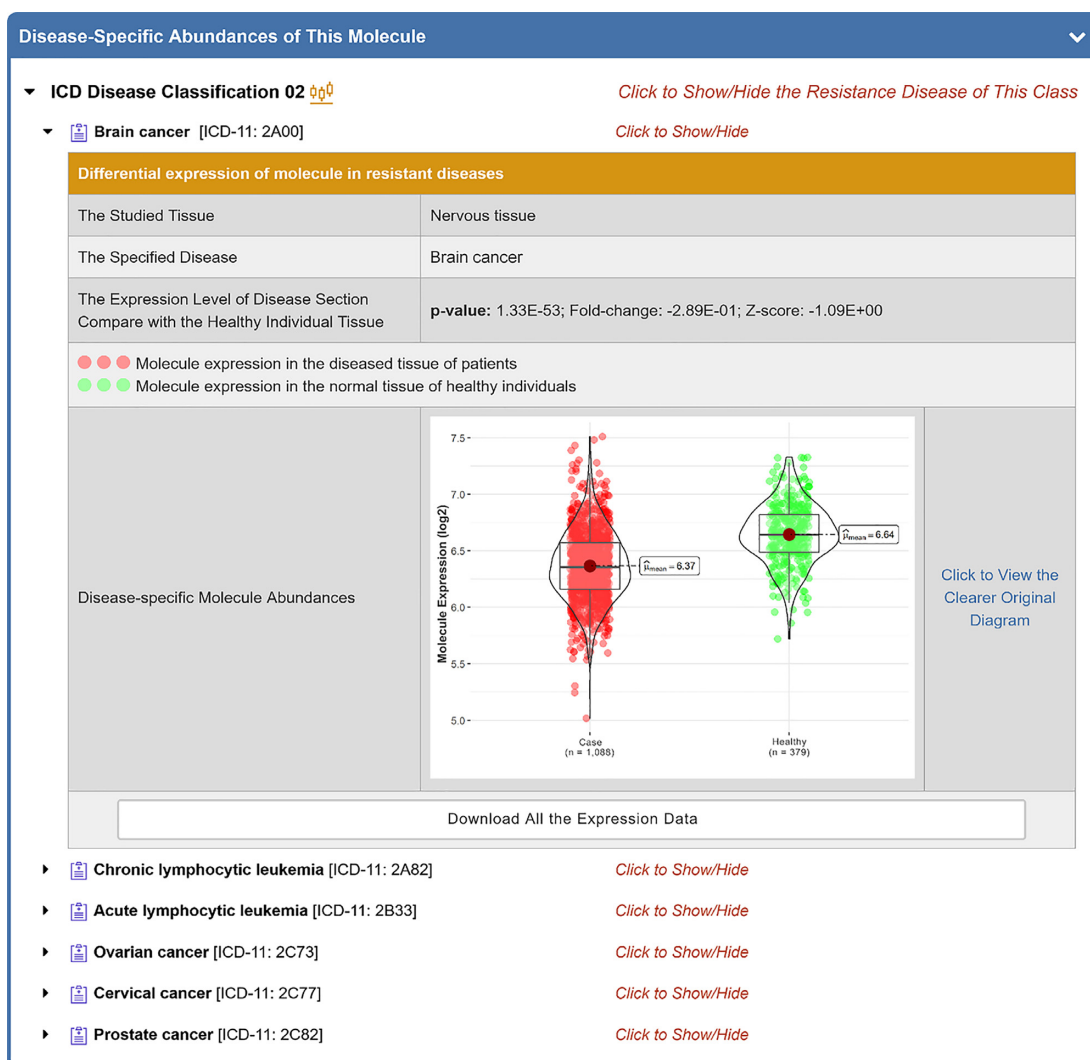 Disease-Specific Abundances of This Molecule
ICD Disease Classification 02
Click to Show/Hide the Resistance Disease of This Class
Brain cancer [ICD-11: 2A00]
Click to Show/Hide
Differential expression of molecule in resistant diseases
The Studied Tissue
Nervous tissue
The Specified Disease
Brain cancer
The Expression Level of Disease Section
Compare with the Healthy Individual Tissue
p-value: 1.33E-53; Fold-change: -2.89E-01; Z-score: -1.09E+00
Molecule expression in the diseased tissue of patients
Molecule expression in the normal tissue of healthy individuals
Disease-specific Molecule Abundances
Molecule Expression (log2)
7.5
7.0
6.5
6.0
5.5
5.0
μ̂mean = 6.37
μ̂mean = 6.64
Case
(n = 1,088)
Healthy
(n = 379)
Click to View the
Clearer Original
Diagram
Download All the Expression Data
Chronic lymphocytic leukemia [ICD-11: 2A82]
Click to Show/Hide
Acute lymphocytic leukemia [ICD-11: 2B33]
Click to Show/Hide
Ovarian cancer [ICD-11: 2C73]
Click to Show/Hide
Cervical cancer [ICD-11: 2C77]
Click to Show/Hide
Prostate cancer [ICD-11: 2C82]
Click to Show/Hide